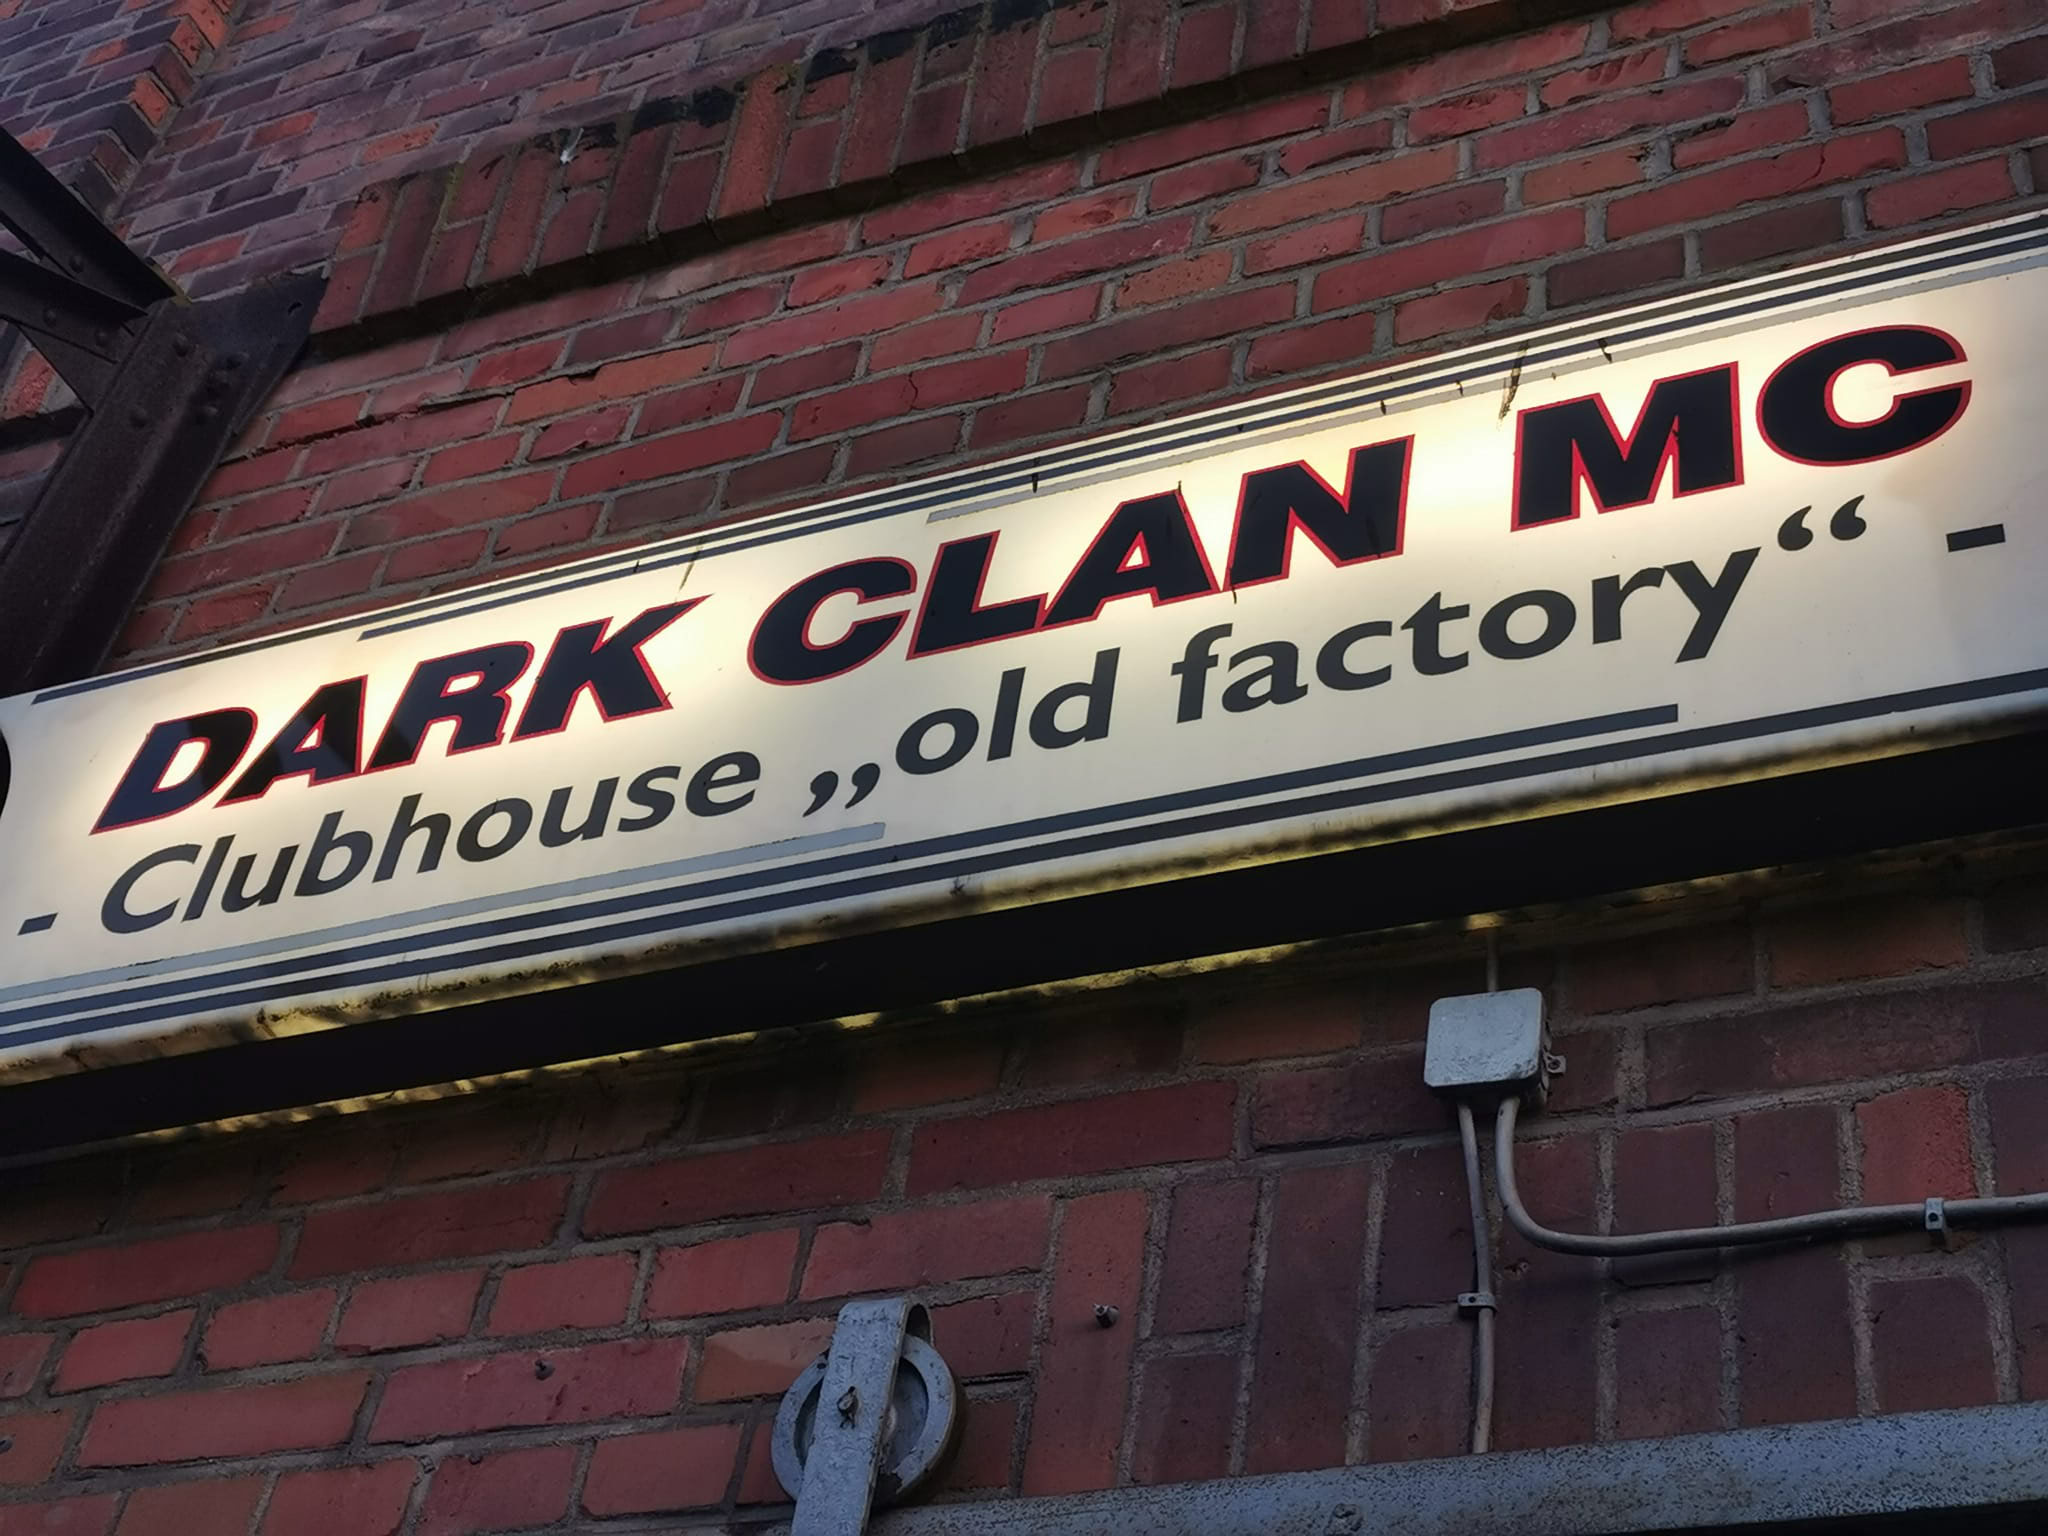 DARK CLAN MC
- Clubhouse „old factory“ -